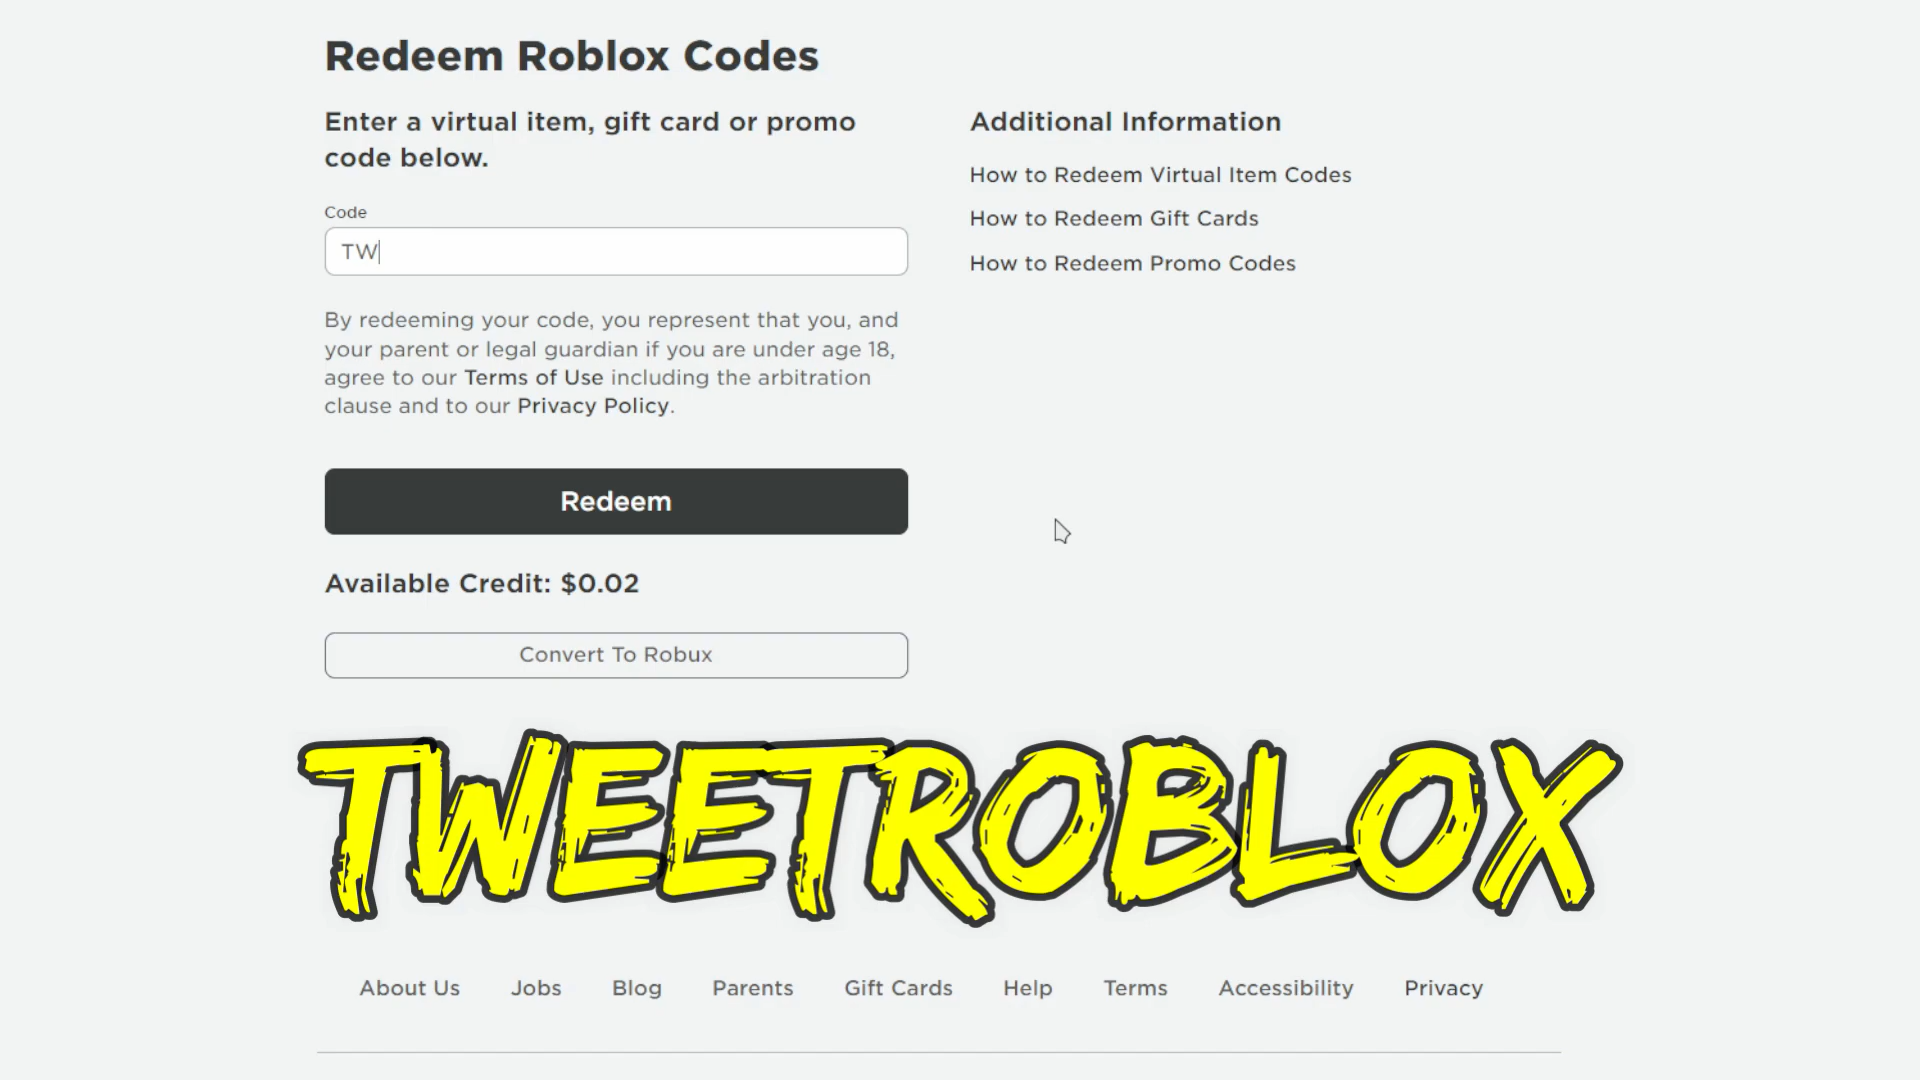 Redeem Roblox Codes
Enter a virtual item, gift card or promo
code below.
Code
TW
By redeeming your code, you represent that you, and
your parent or legal guardian if you are under age 18,
agree to our Terms of Use including the arbitration
clause and to our Privacy Policy.
Redeem
Available Credit: $0.02
Convert To Robux
Additional Information
How to Redeem Virtual Item Codes
How to Redeem Gift Cards
How to Redeem Promo Codes
TWEETROBLOX
About Us Jobs Blog Parents Gift Cards Help Terms Accessibility Privacy